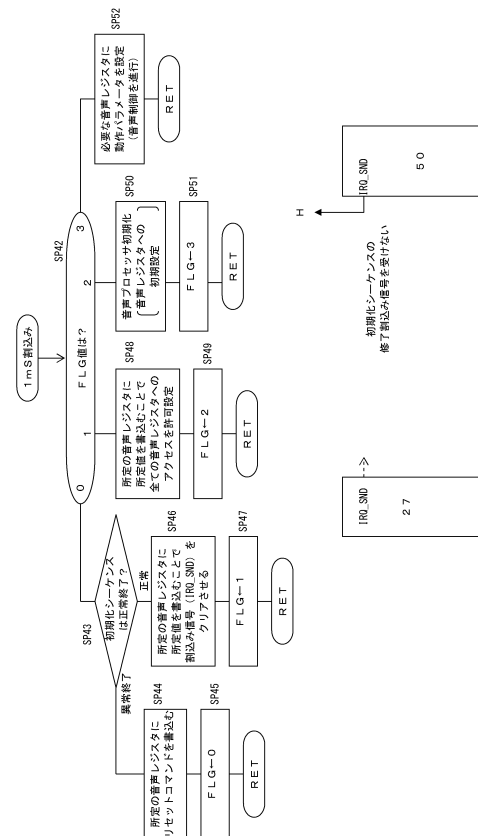 1mS割込み
SP42
FLG値は?
0
1
2
3
SP43
初期化シーケンス
は正常終了?
異常終了
正常
SP44
所定の音声レジスタに
リセットコマンドを書込む
SP45
FLG←0
RET
SP46
所定の音声レジスタに
所定値を書込むことで
割込み信号(IRQ_SND)を
クリアさせる
SP47
FLG←1
RET
SP48
所定の音声レジスタに
所定値を書込むことで
全ての音声レジスタへの
アクセスを許可設定
SP49
FLG←2
RET
SP50
音声プロセッサ初期化
音声レジスタへの
初期設定
SP51
FLG←3
RET
SP52
必要な音声レジスタに
動作パラメータを設定
(音声制御を進行)
RET
IRQ_SND
27
初期化シーケンスの
修了割込み信号を受けない
H
IRQ_SND
50